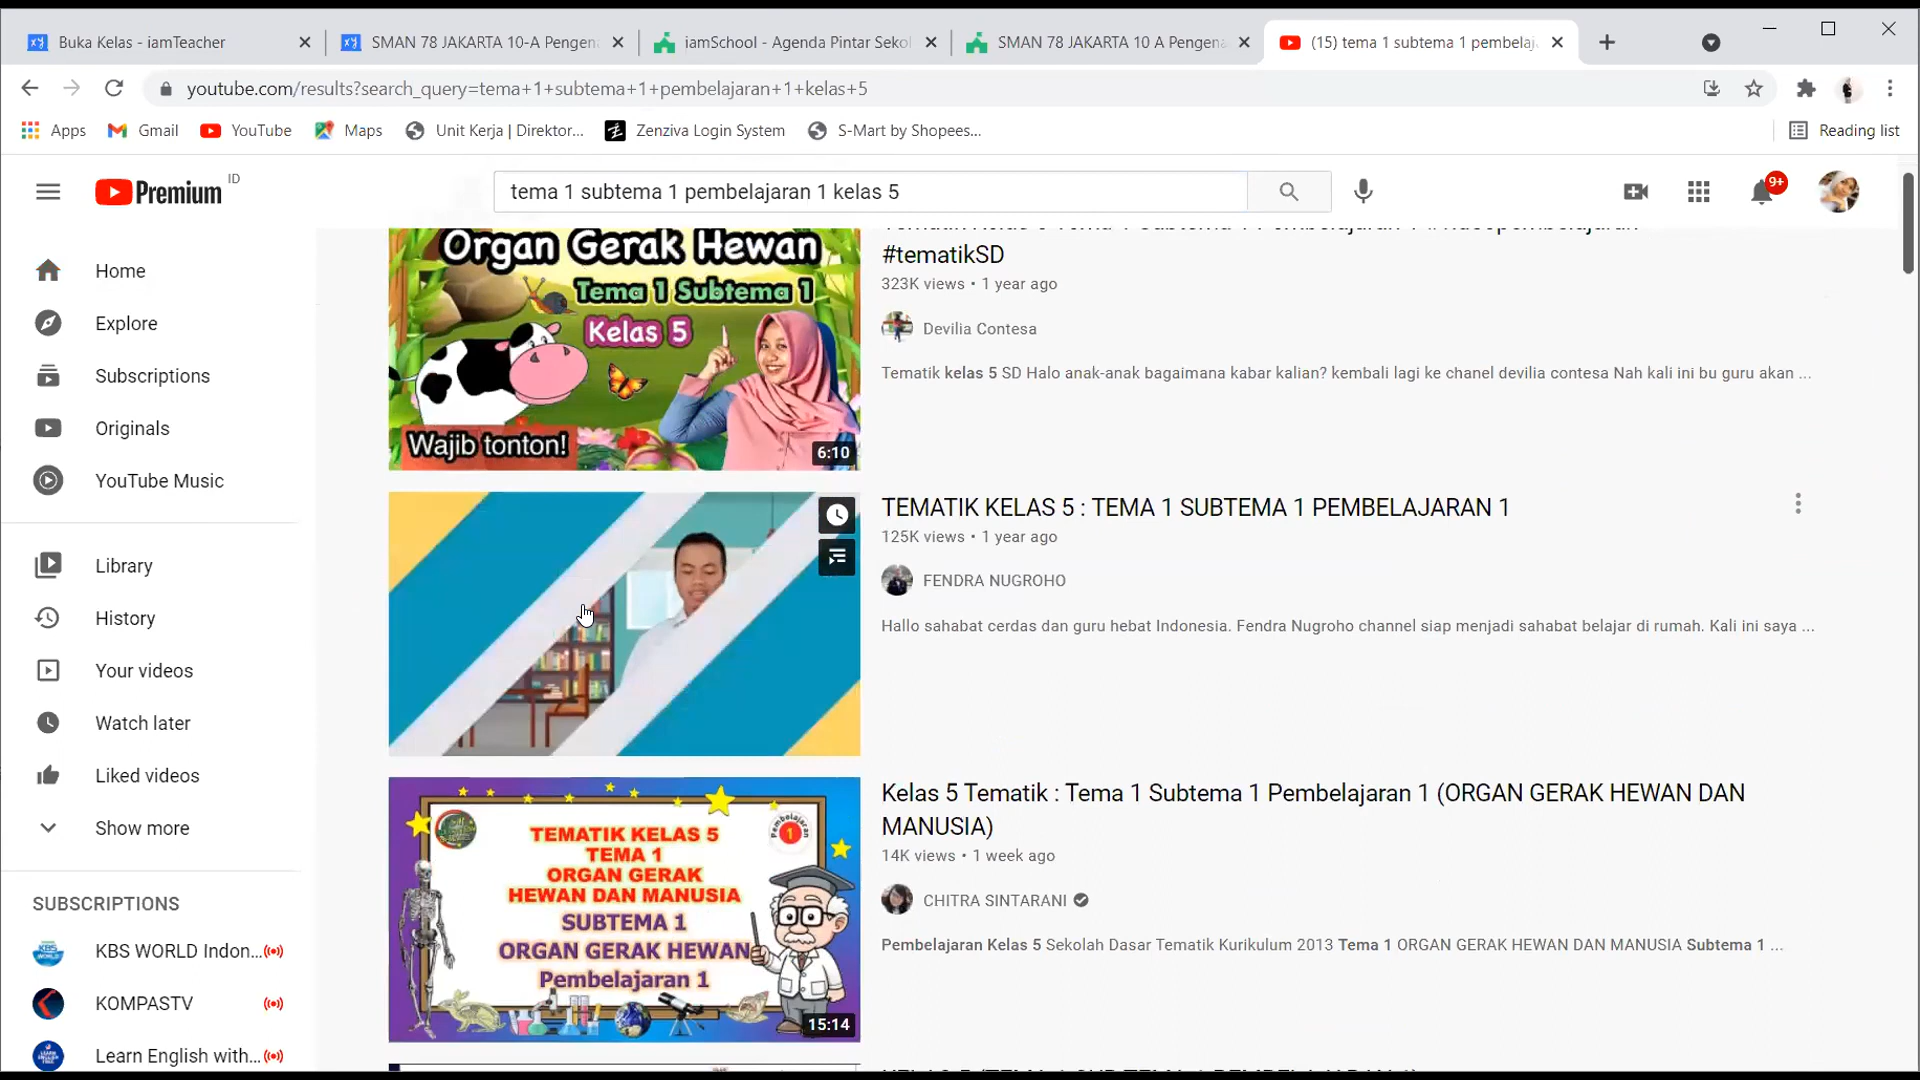 Buka Kelas - iamTeacher
SMAN 78 JAKARTA 10-A Pengen
iamSchool - Agenda Pintar Sekol
SMAN 78 JAKARTA 10 A Pengena
(15) tema 1 subtema 1 pembelaj
youtube.com/results?search_query=tema+1+subtema+1+pembelajaran+1+kelas+5
Apps
Gmail
YouTube
Maps
Unit Kerja | Direktor...
Zenziva Login System
S-Mart by Shopees...
Reading list
Premium
ID
tema 1 subtema 1 pembelajaran 1 kelas 5
9+
Home
Explore
Subscriptions
Originals
YouTube Music
Library
History
Your videos
Watch later
Liked videos
Show more
SUBSCRIPTIONS
KBS WORLD Indon...
KOMPASTV
Learn English with...
Organ Gerak Hewan
Tema 1 Subtema 1
Kelas 5
Wajib tonton!
6:10
#tematikSD
323K views • 1 year ago
Devilia Contesa
Tematik kelas 5 SD Halo anak-anak bagaimana kabar kalian? kembali lagi ke chanel devilia contesa Nah kali ini bu guru akan ...
TEMATIK KELAS 5 : TEMA 1 SUBTEMA 1 PEMBELAJARAN 1
125K views • 1 year ago
FENDRA NUGROHO
Hallo sahabat cerdas dan guru hebat Indonesia. Fendra Nugroho channel siap menjadi sahabat belajar di rumah. Kali ini saya ...
TEMATIK KELAS 5
TEMA 1
ORGAN GERAK
HEWAN DAN MANUSIA
SUBTEMA 1
ORGAN GERAK HEWAN
Pembelajaran 1
Pembelajaran
1
15:14
Kelas 5 Tematik : Tema 1 Subtema 1 Pembelajaran 1 (ORGAN GERAK HEWAN DAN
MANUSIA)
14K views • 1 week ago
CHITRA SINTARANI
Pembelajaran Kelas 5 Sekolah Dasar Tematik Kurikulum 2013 Tema 1 ORGAN GERAK HEWAN DAN MANUSIA Subtema 1 ...